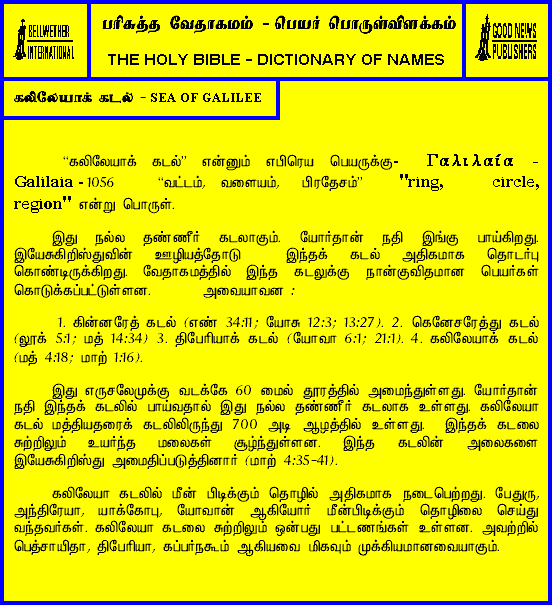 BELLWETHER
INTERNATIONAL
பரிசுத்த வேதாகமம் - பெயர் பொருள்விளக்கம்
THE HOLY BIBLE - DICTIONARY OF NAMES
GOOD NEWS
PUBLISHERS
கலிலேயாக் கடல் - SEA OF GALILEE
“கலிலேயாக் கடல்” என்னும் எபிரெய பெயருக்கு- Γαλιλαία -
Galilaia - 1056 “வட்டம், வளையம், பிரதேசம்” "ring, circle,
region" என்று பொருள்.
இது நல்ல தண்ணீர் கடலாகும். யோர்தான் நதி இங்கு பாய்கிறது.
இயேசுகிறிஸ்துவின் ஊழியத்தோடு இந்தக் கடல் அதிகமாக தொடர்பு
கொண்டிருக்கிறது. வேதாகமத்தில் இந்த கடலுக்கு நான்குவிதமான பெயர்கள்
கொடுக்கப்பட்டுள்ளன. அவையாவன :
1. கின்னரேத் கடல் (எண் 34:11; யோசு 12:3; 13:27). 2. கெனேசரேத்து கடல்
(லூக் 5:1; மத் 14:34) 3. திபேரியாக் கடல் (யோவா 6:1; 21:1). 4. கலிலேயாக் கடல்
(மத் 4:18; மாற் 1:16).
இது எருசலேமுக்கு வடக்கே 60 மைல் தூரத்தில் அமைந்துள்ளது. யோர்தான்
நதி இந்தக் கடலில் பாய்வதால் இது நல்ல தண்ணீர் கடலாக உள்ளது. கலிலேயா
கடல் மத்தியதரைக் கடலிலிருந்து 700 அடி ஆழத்தில் உள்ளது. இந்தக் கடலை
சுற்றிலும் உயர்ந்த மலைகள் சூழ்ந்துள்ளன. இந்த கடலின் அலைகளை
இயேசுகிறிஸ்து அமைதிப்படுத்தினார் (மாற் 4:35-41).
கலிலேயா கடலில் மீன் பிடிக்கும் தொழில் அதிகமாக நடைபெற்றது. பேதுரு,
அந்திரேயா, யாக்கோபு, யோவான் ஆகியோர் மீன்பிடிக்கும் தொழிலை செய்து
வந்தவர்கள். கலிலேயா கடலை சுற்றிலும் ஒன்பது பட்டணங்கள் உள்ளன. அவற்றில்
பெத்சாயிதா, திபேரியா, கப்பர்நகூம் ஆகியவை மிகவும் முக்கியமானவையாகும்.